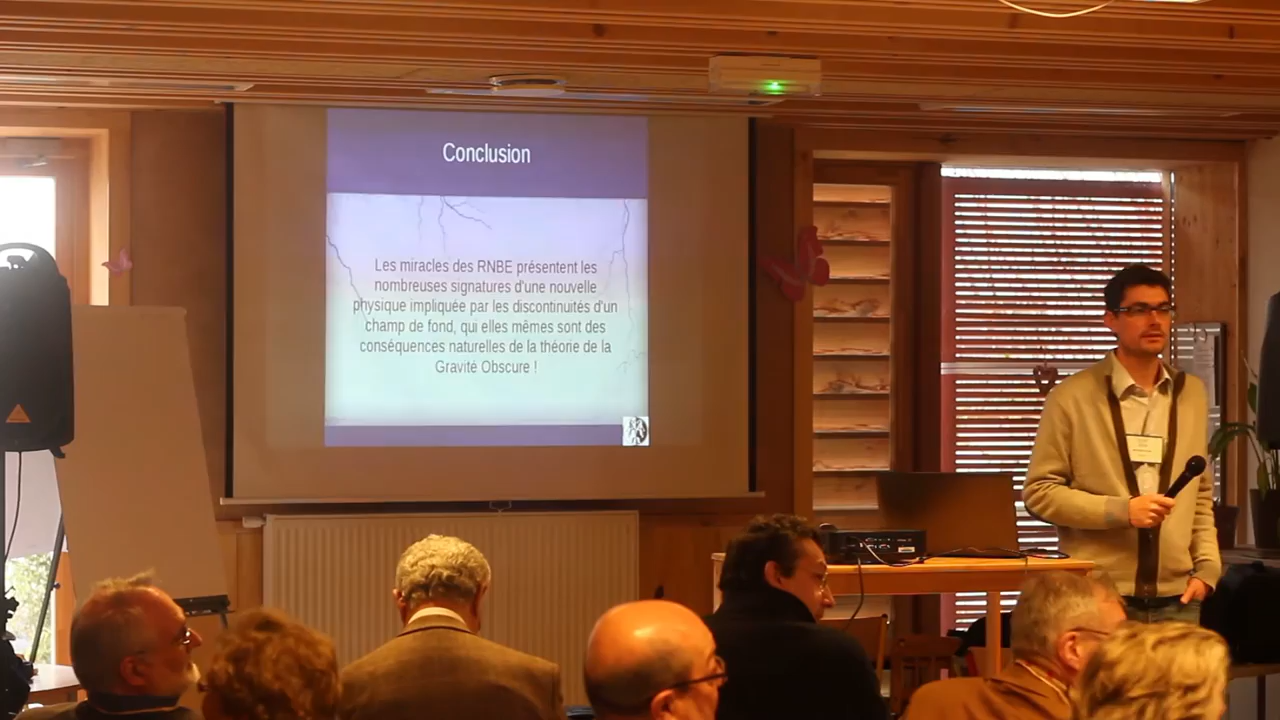 Conclusion
Les miracles des RNBE présentent les
nombreuses signatures d'une nouvelle
physique impliquée par les discontinuités d'un
champ de fond, qui elles mêmes sont des
conséquences naturelles de la théorie de la
Gravité Obscure !